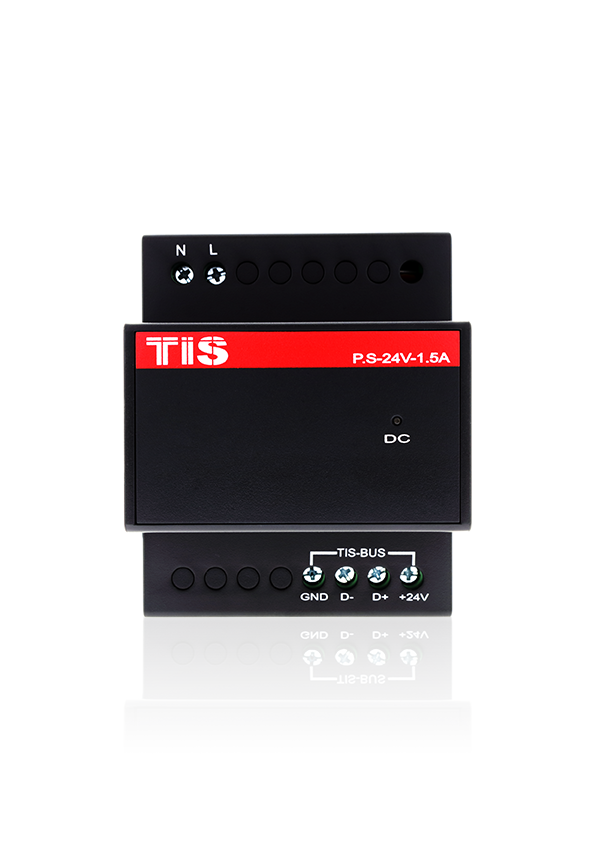 N L
TiS P.S-24V-1.5A
DC
TIS-BUS
GND D- D+ +24V